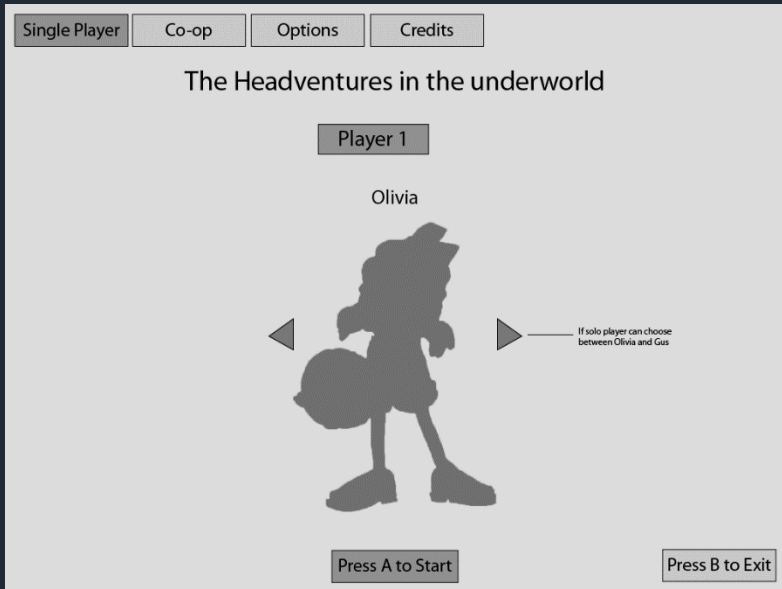 Single Player
Co-op
Options
Credits
The Headventures in the underworld
Player 1
Olivia
If solo player can choose
between Olivia and Gus
Press A to Start
Press B to Exit